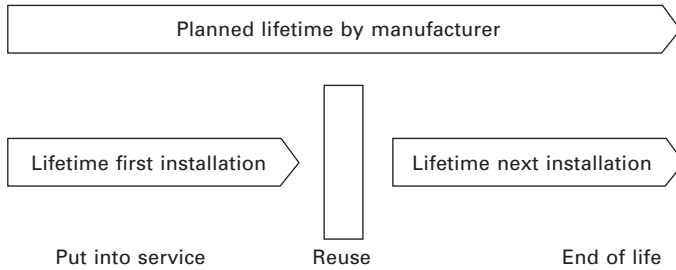 Planned lifetime by manufacturer
Lifetime first installation
Lifetime next installation
Put into service
Reuse
End of life